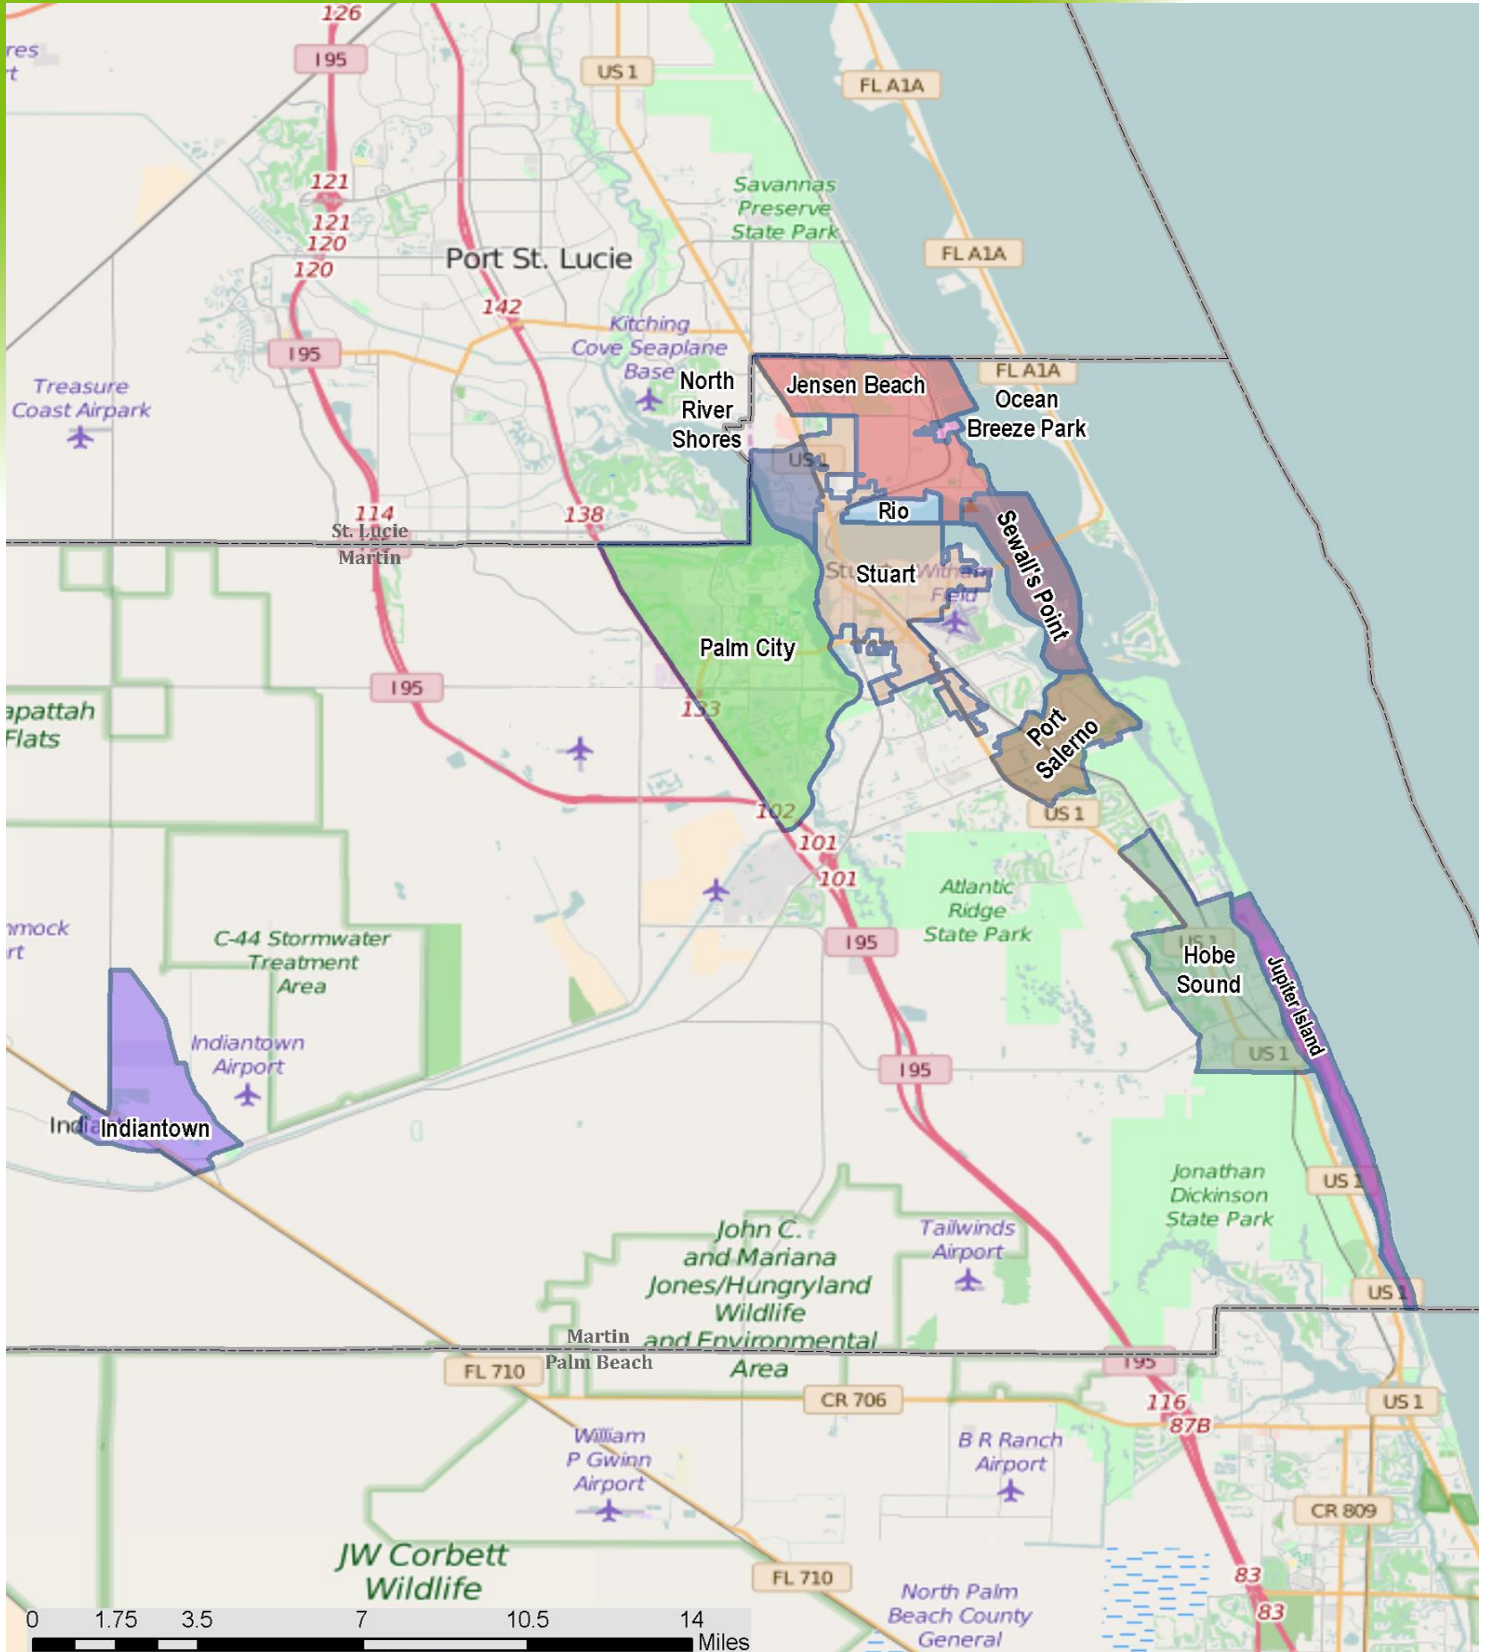 126
I 95
US 1
FL A1A
121
Savannas
Preserve
State Park
121
120
120
Port St. Lucie
FL A1A
142
I 95
Kitching
Cove Seaplane
Base
Treasure
Coast Airpark
North
River
Shores
Jensen Beach
FL A1A
Ocean
Breeze Park
US 1
114
138
St. Lucie
Martin
Rio
Sewall's Point
Stuart
Witham
Field
Palm City
I 95
133
apattah
Flats
Port
Salerno
102
US 1
101
101
Atlantic
Ridge
State Park
I 95
C-44 Stormwater
Treatment
Area
US 1
Hobe
Sound
Jupiter Island
US 1
Indiantown
Airport
I 95
Indiantown
Jonathan
Dickinson
State Park
US 1
John C.
and Mariana
Jones/Hungryland
Wildlife
and Environmental
Area
Tailwinds
Airport
US 1
Martin
Palm Beach
I 95
FL 710
CR 706
US 1
116
87B
William
P Gwinn
Airport
B R Ranch
Airport
CR 809
JW Corbett
Wildlife
FL 710
83
83
North Palm
Beach County
General
0 1.75 3.5 7 10.5 14
Miles